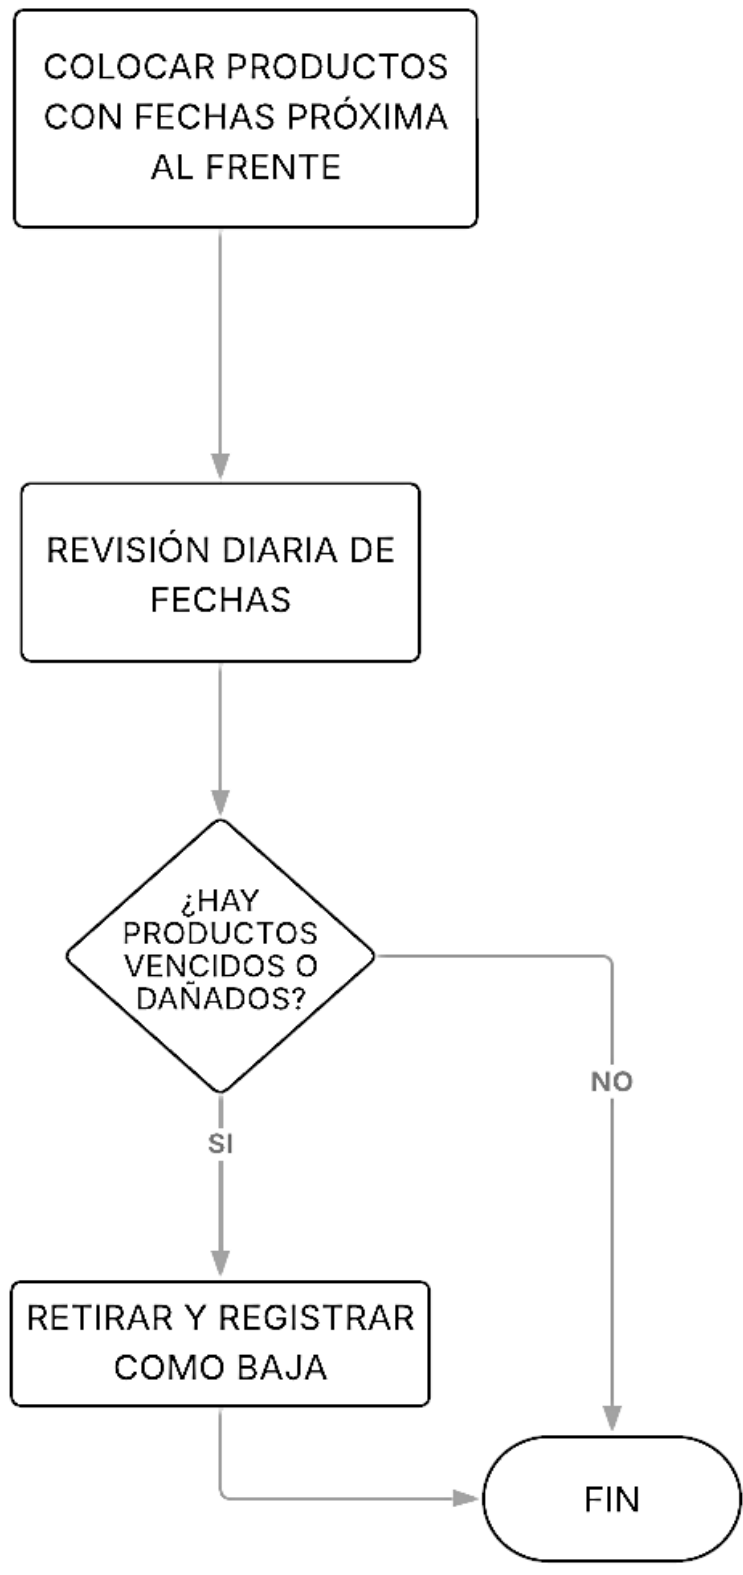 COLOCAR PRODUCTOS
CON FECHAS PRÓXIMA
AL FRENTE
REVISIÓN DIARIA DE
FECHAS
¿HAY
PRODUCTOS
VENCIDOS O
DAÑADOS?
NO
SI
RETIRAR Y REGISTRAR
COMO BAJA
FIN